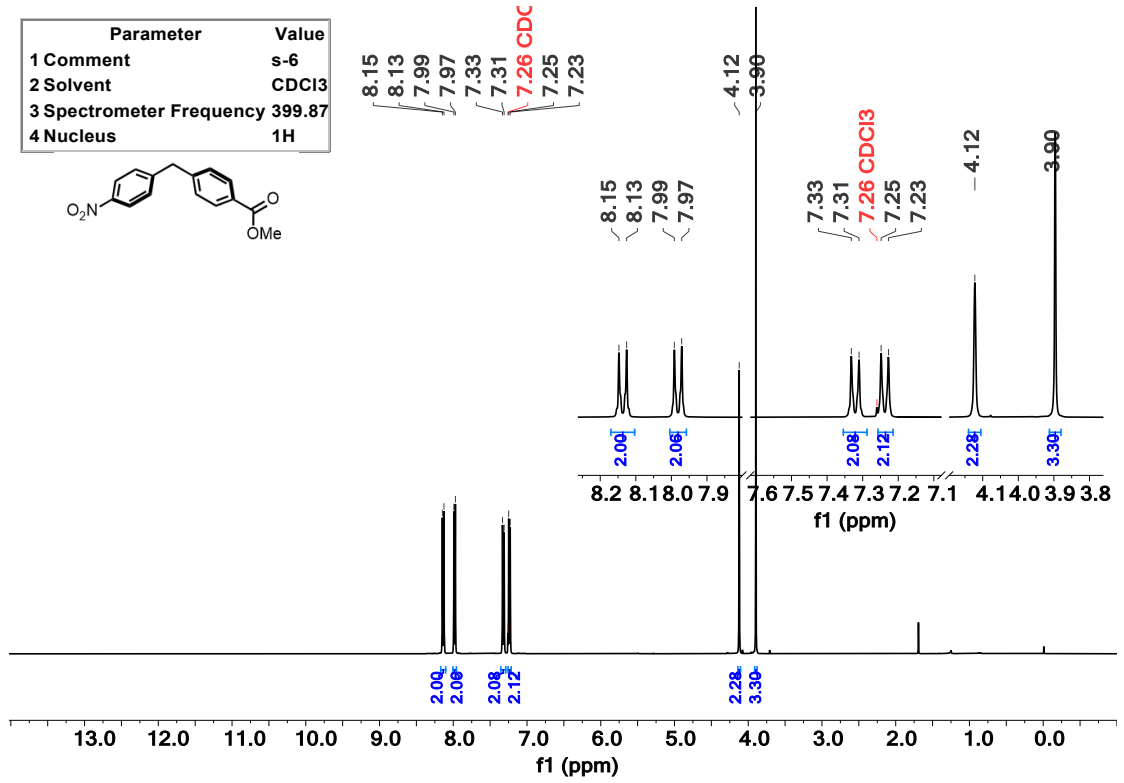 Parameter Value
1 Comment s-6
2 Solvent CDCl3
3 Spectrometer Frequency 399.87
4 Nucleus 1H
O2N
O
OMe
8.15
8.13
7.99
7.97
7.33
7.31
7.26 CDC
7.25
7.23
4.12
3.90
8.15
8.13
7.99
7.97
7.33
7.31
7.26 CDCl3
7.25
7.23
4.12
3.90
2.00 2.06 2.08 2.12 2.28 3.30
8.2 8.1 8.0 7.9 7.6 7.5 7.4 7.3 7.2 7.1 4.1 4.0 3.9 3.8
f1 (ppm)
2.00 2.06 2.08 2.12 2.28 3.30
13.0 12.0 11.0 10.0 9.0 8.0 7.0 6.0 5.0 4.0 3.0 2.0 1.0 0.0
f1 (ppm)